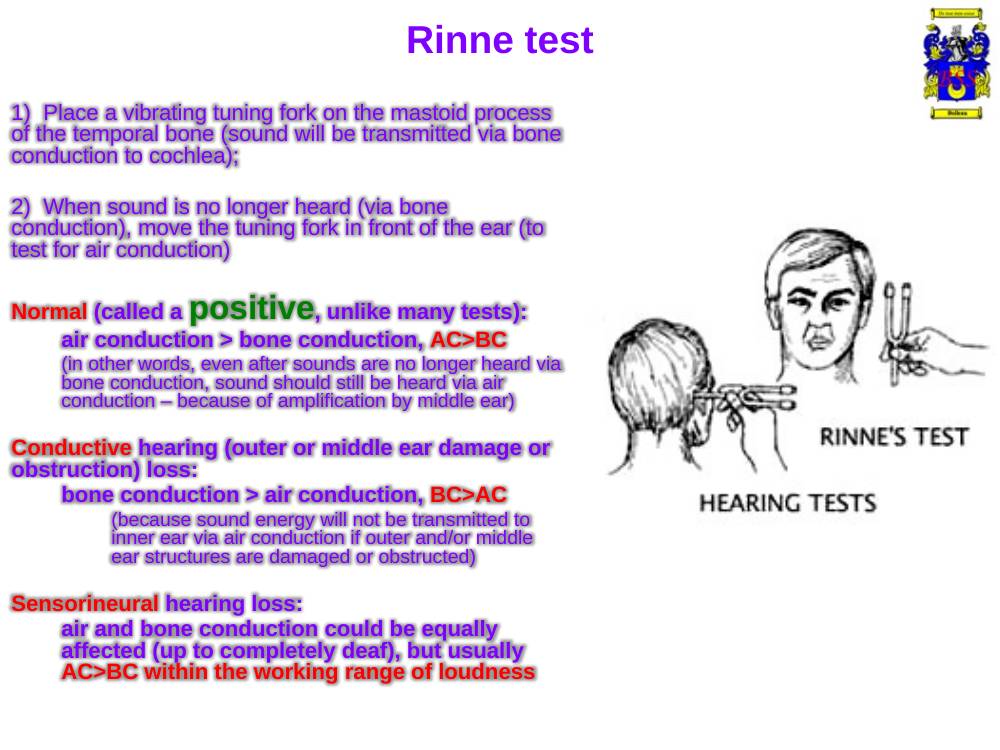 Rinne test
1) Place a vibrating tuning fork on the mastoid process
of the temporal bone (sound will be transmitted via bone
conduction to cochlea);
2) When sound is no longer heard (via bone
conduction), move the tuning fork in front of the ear (to
test for air conduction)
Normal (called a positive, unlike many tests):
air conduction > bone conduction, AC>BC
(in other words, even after sounds are no longer heard via
bone conduction, sound should still be heard via air
conduction – because of amplification by middle ear)
Conductive hearing (outer or middle ear damage or
obstruction) loss:
bone conduction > air conduction, BC>AC
(because sound energy will not be transmitted to
inner ear via air conduction if outer and/or middle
ear structures are damaged or obstructed)
Sensorineural hearing loss:
air and bone conduction could be equally
affected (up to completely deaf), but usually
AC>BC within the working range of loudness
RINNE'S TEST
HEARING TESTS